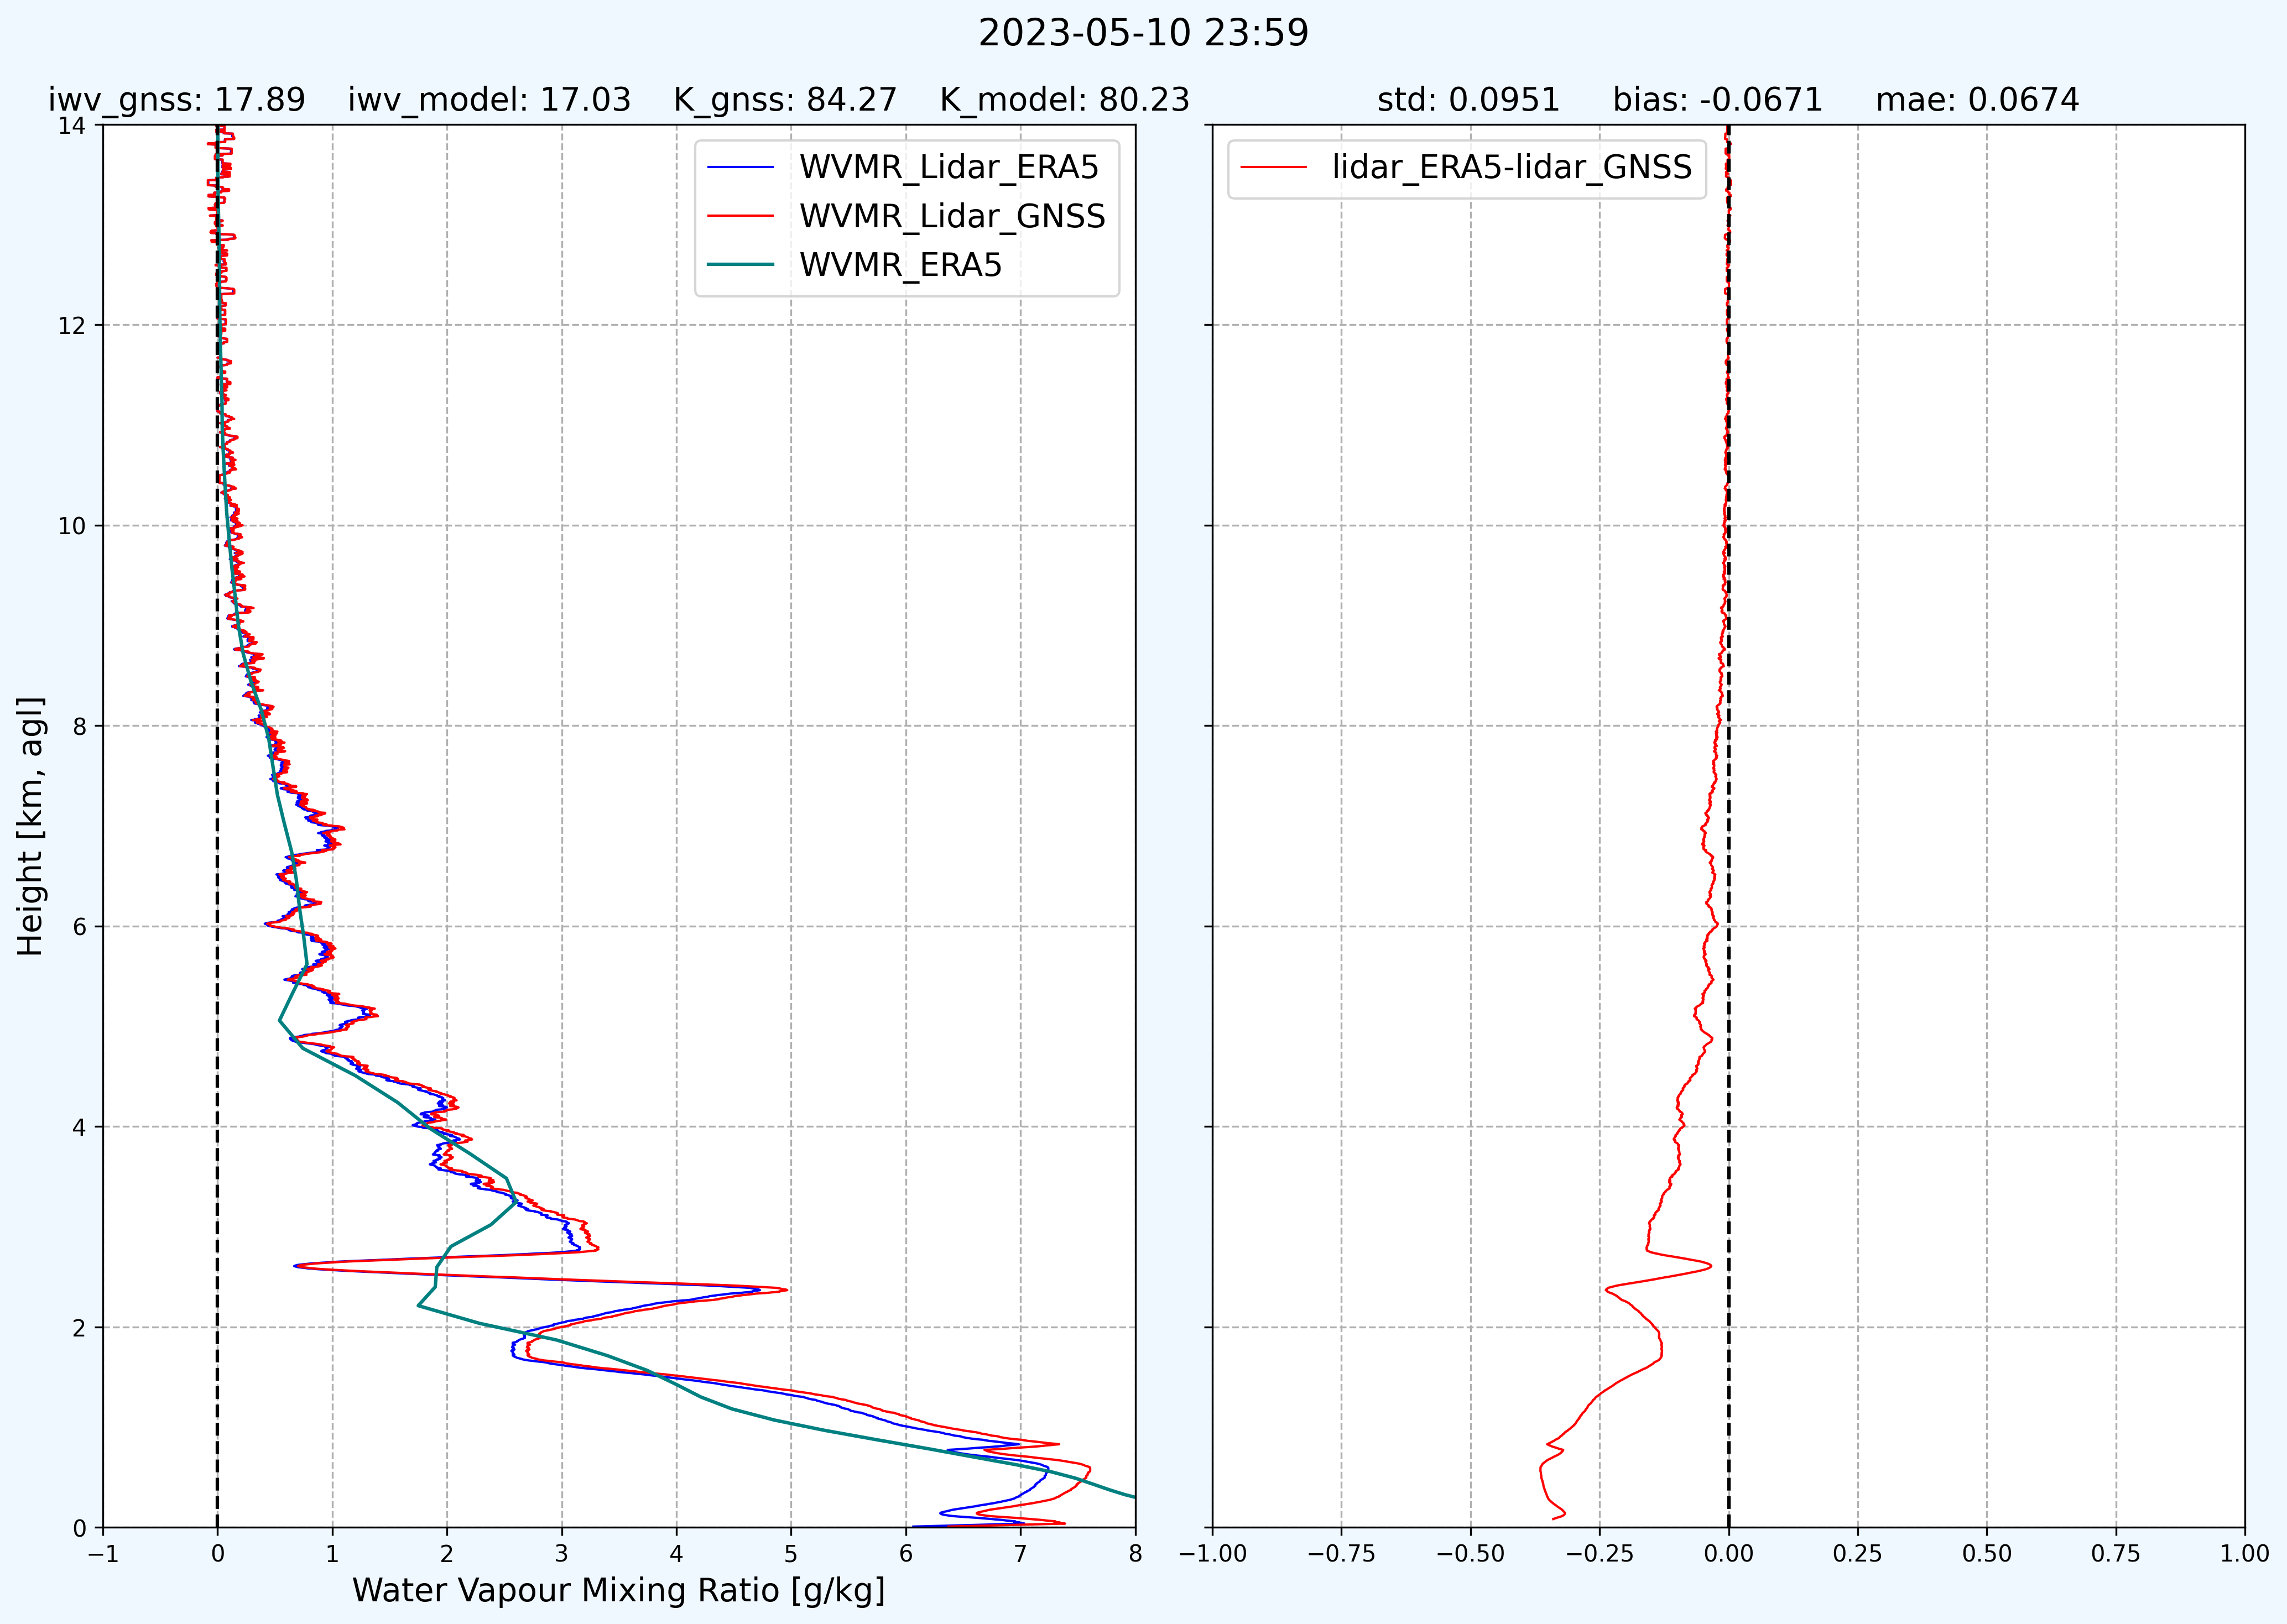 2023-05-10 23:59
iwv_gnss: 17.89 iwv_model: 17.03 K_gnss: 84.27 K_model: 80.23
std: 0.0951 bias: -0.0671 mae: 0.0674
WVMR_Lidar_ERA5
WVMR_Lidar_GNSS
WVMR_ERA5
lidar_ERA5-lidar_GNSS
Height [km, agl]
14
12
10
8
6
4
2
0
−1 0 1 2 3 4 5 6 7 8
Water Vapour Mixing Ratio [g/kg]
−1.00 −0.75 −0.50 −0.25 0.00 0.25 0.50 0.75 1.00